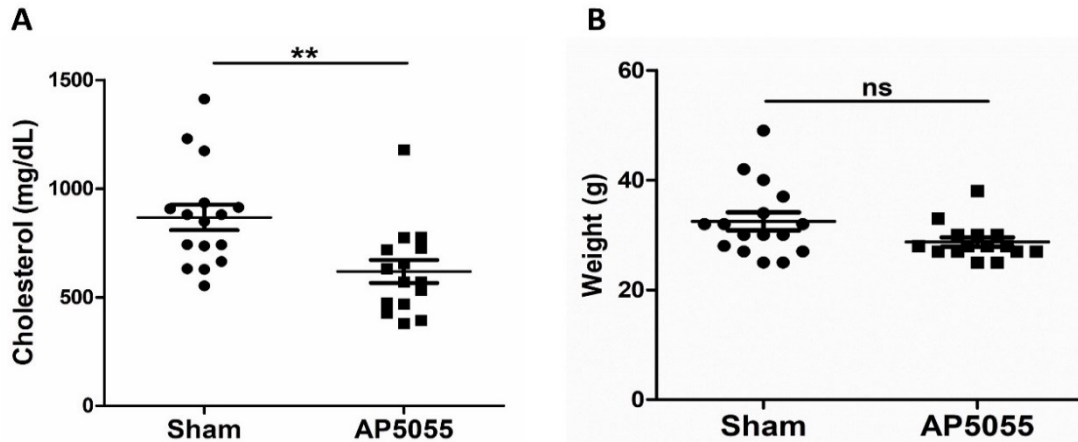 A
**
Cholesterol (mg/dL)
1500
1000
500
0
Sham AP5055
B
ns
Weight (g)
60
40
20
0
Sham AP5055